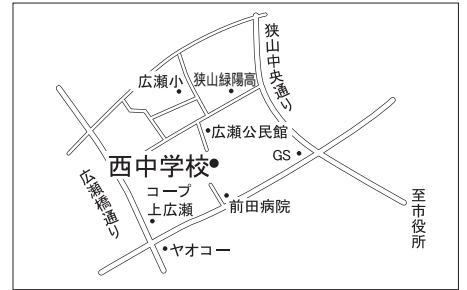 狭山中央通り
広瀬小
狭山緑陽高
広瀬公民館
GS
西中学校
コープ
上広瀬
前田病院
広瀬橋通り
ヤオコー
至市役所